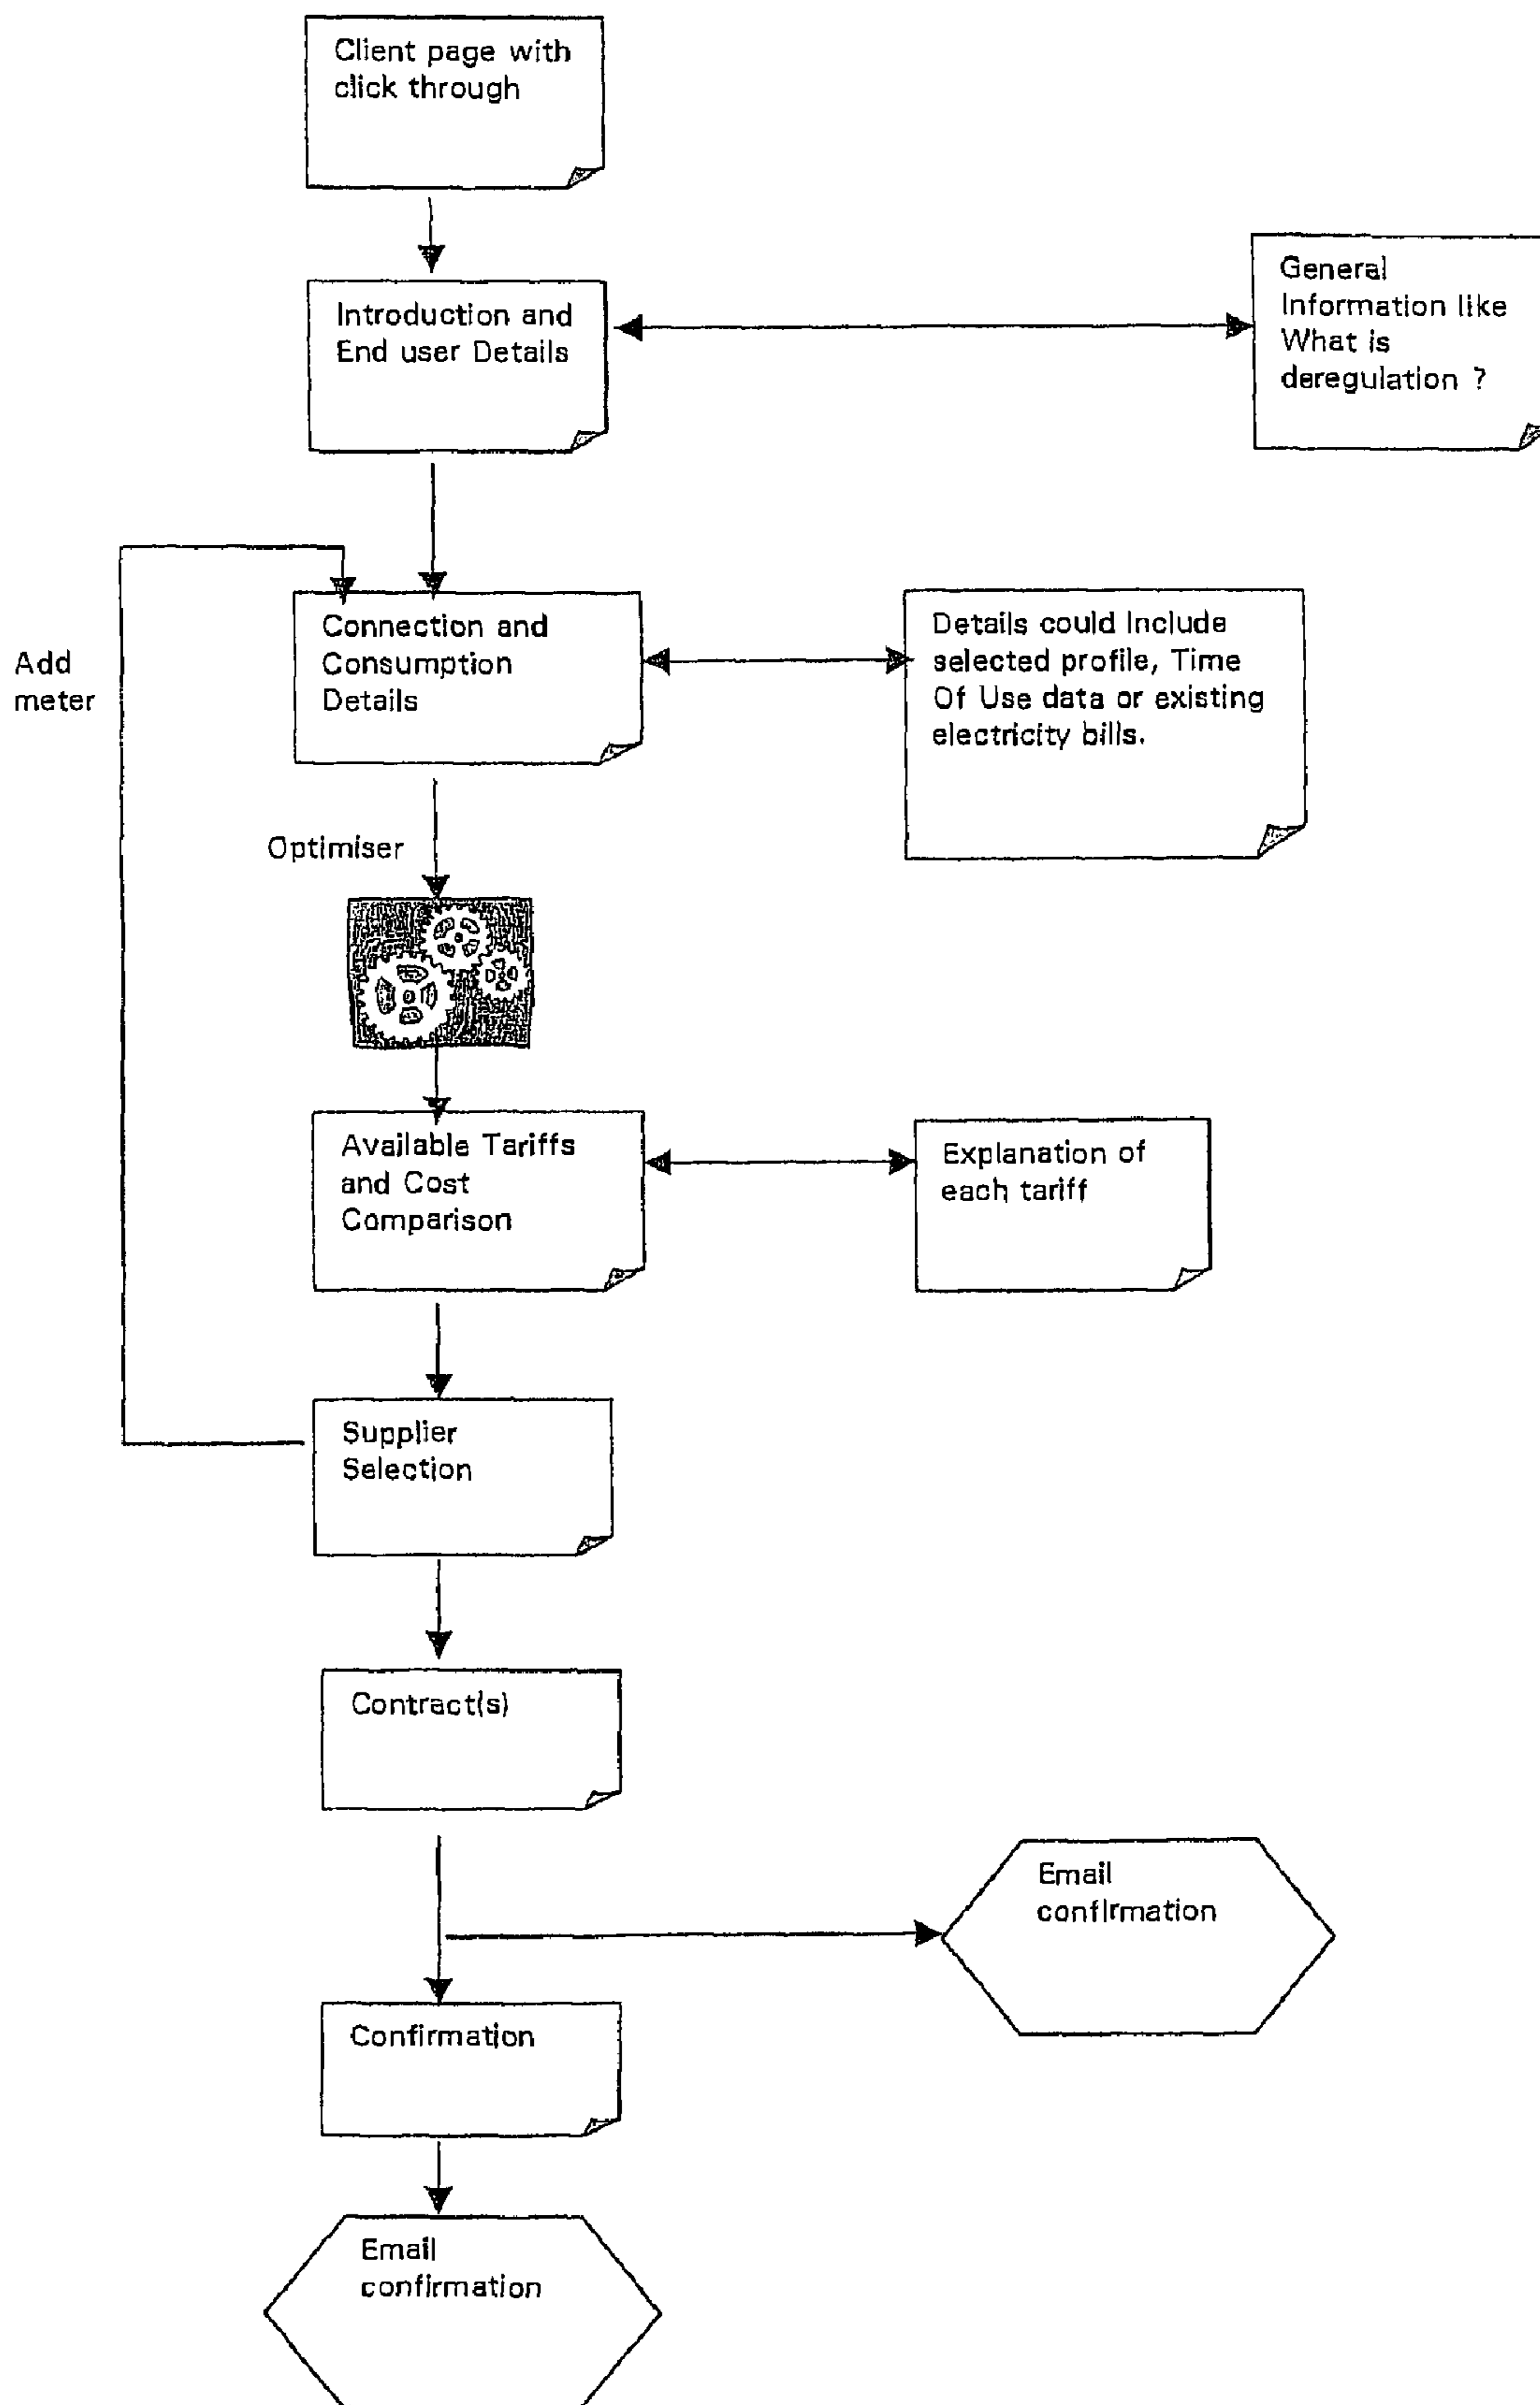 Client page with
click through
Introduction and
End user Details
General
Information like
What is
deregulation ?
Add
meter
Connection and
Consumption
Details
Details could Include
selected profile, Time
Of Use data or existing
electricity bills.
Optimiser
Available Tariffs
and Cost
Comparison
Explanation of
each tariff
Supplier
Selection
Contract(s)
Email
confirmation
Confirmation
Email
confirmation